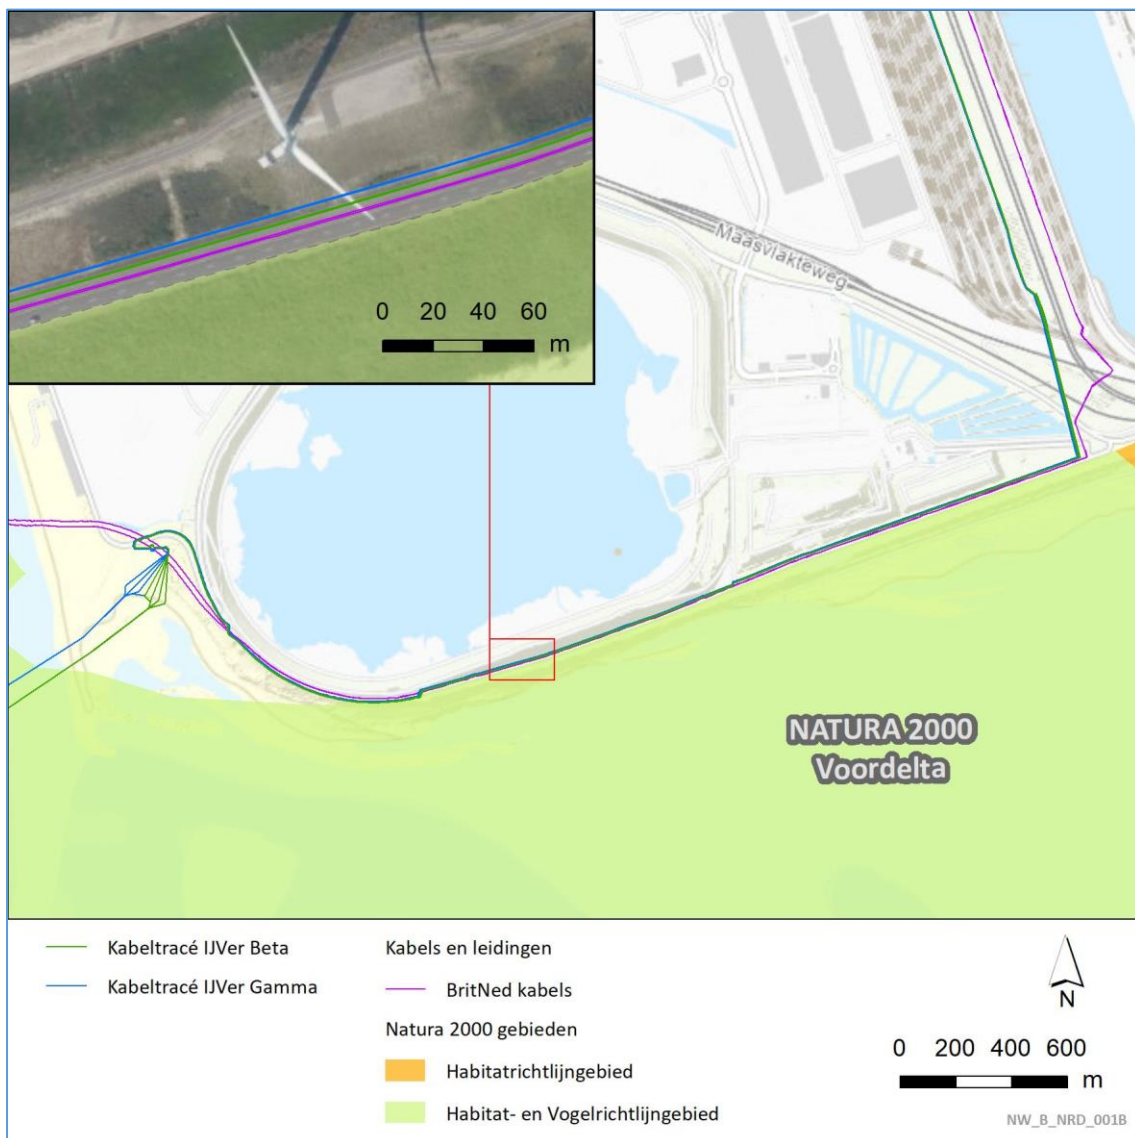 0 20 40 60
m
Maasvlakteweg
NATURA 2000
Voordelta
Kabeltracé IJVer Beta
Kabeltracé IJVer Gamma
Kabels en leidingen
BritNed kabels
Natura 2000 gebieden
Habitatrichtlijngebied
Habitat- en Vogelrichtlijngebied
N
0 200 400 600
m
NW_B_NRD_001B